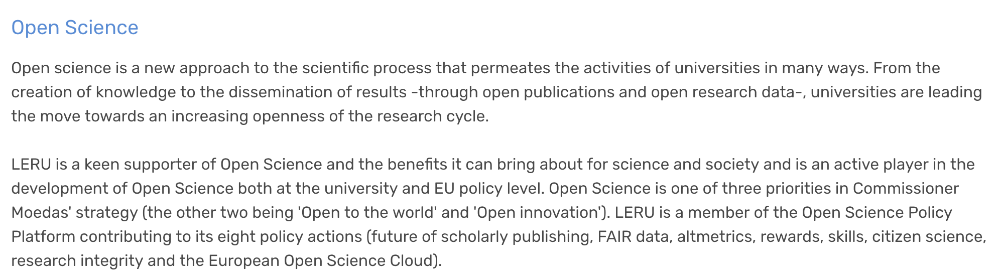 Open Science
Open science is a new approach to the scientific process that permeates the activities of universities in many ways. From the
creation of knowledge to the dissemination of results -through open publications and open research data-, universities are leading
the move towards an increasing openness of the research cycle.
LERU is a keen supporter of Open Science and the benefits it can bring about for science and society and is an active player in the
development of Open Science both at the university and EU policy level. Open Science is one of three priorities in Commissioner
Moedas' strategy (the other two being 'Open to the world' and 'Open innovation'). LERU is a member of the Open Science Policy
Platform contributing to its eight policy actions (future of scholarly publishing, FAIR data, altmetrics, rewards, skills, citizen science,
research integrity and the European Open Science Cloud).